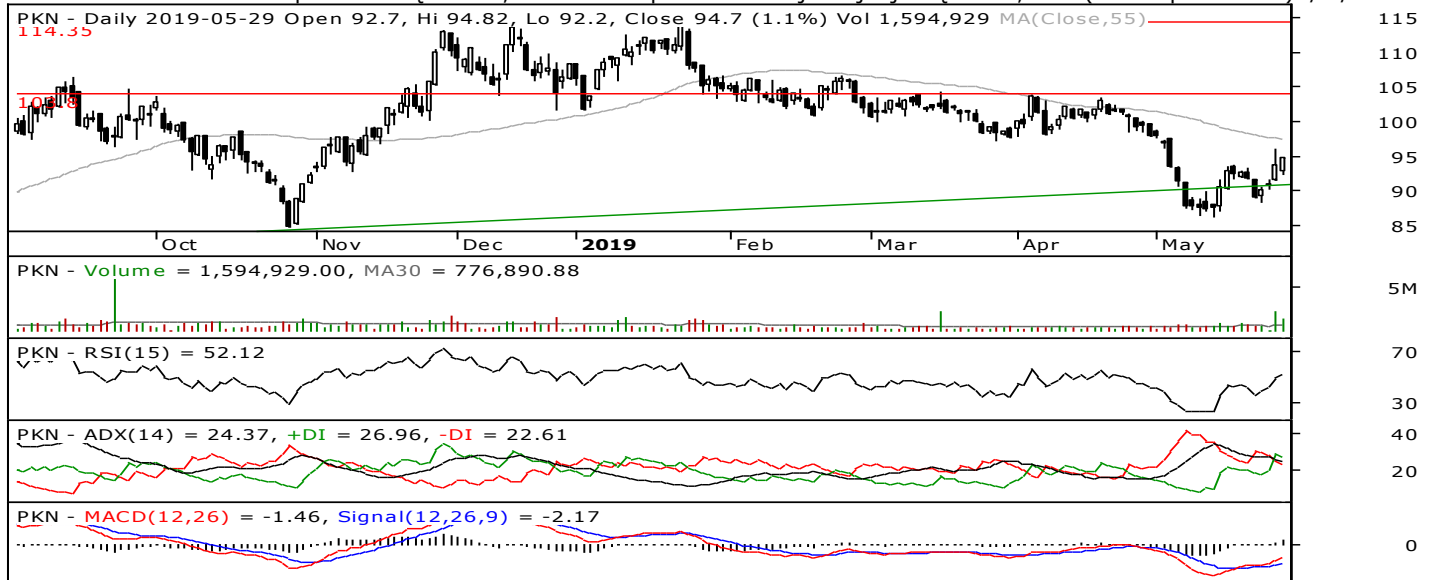 PKN - Daily 2019-05-29 Open 92.7, Hi 94.82, Lo 92.2, Close 94.7 (1.1%) Vol 1,594,929 MA(Close,55)
114.35
103.8
115
110
105
100
95
90
85
Oct Nov Dec 2019 Feb Mar Apr May
PKN - Volume = 1,594,929.00, MA30 = 776,890.88
5M
PKN - RSI(15) = 52.12
70
30
PKN - ADX(14) = 24.37, +DI = 26.96, -DI = 22.61
40
20
PKN - MACD(12,26) = -1.46, Signal(12,26,9) = -2.17
0